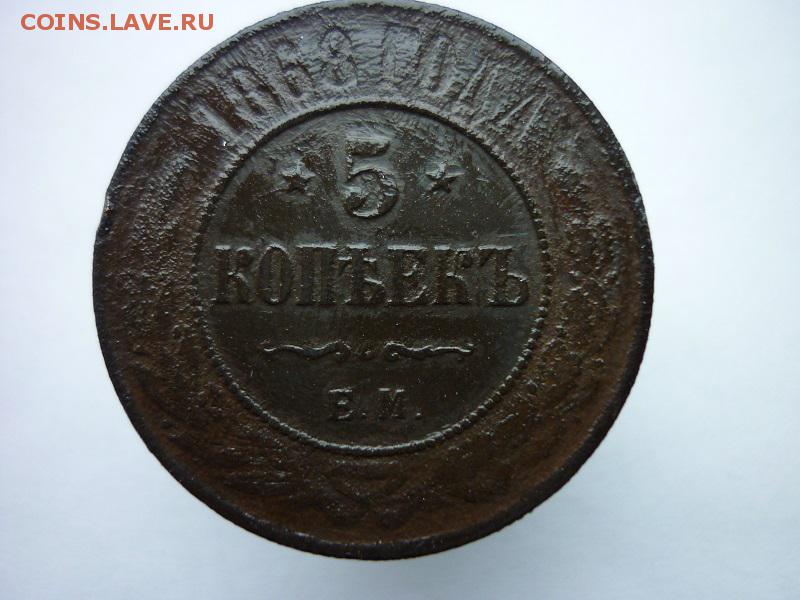 COINS.LAVE.RU
1868 ГОДА
5
КОПѢЕКЪ
Е.М.